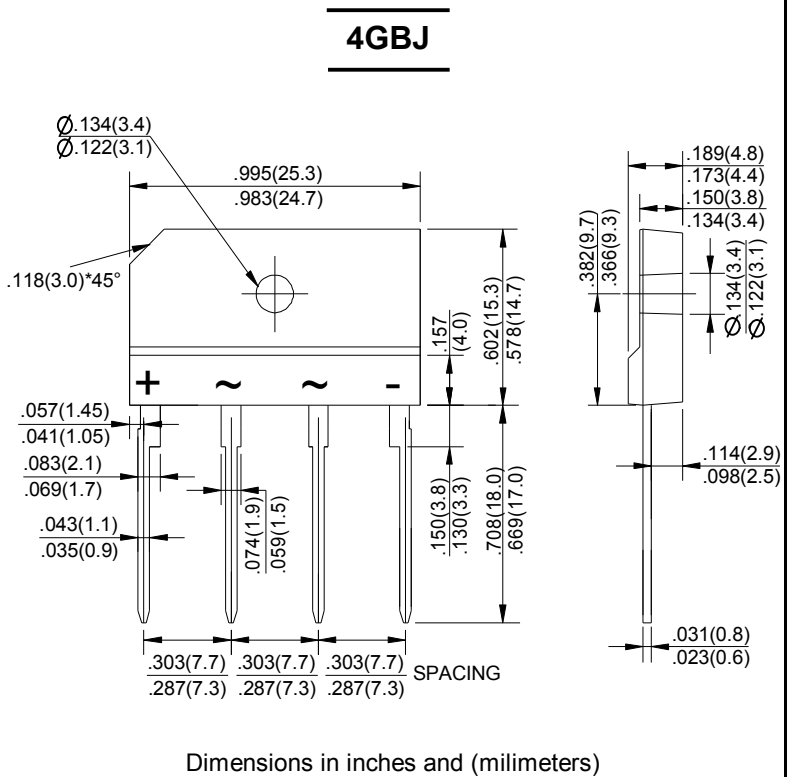 4GBJ
Ø.134(3.4)
Ø.122(3.1)
.995(25.3)
.983(24.7)
.118(3.0)*45°
.157
(4.0)
.602(15.3)
.578(14.7)
+ ~ ~ -
.057(1.45)
.041(1.05)
.083(2.1)
.069(1.7)
.043(1.1)
.035(0.9)
.074(1.9)
.059(1.5)
.150(3.8)
.130(3.3)
.708(18.0)
.669(17.0)
.303(7.7) .303(7.7) .303(7.7)
.287(7.3) .287(7.3) .287(7.3)
SPACING
.189(4.8)
.173(4.4)
.150(3.8)
.134(3.4)
.382(9.7)
.366(9.3)
Ø.134(3.4)
Ø.122(3.1)
.114(2.9)
.098(2.5)
.031(0.8)
.023(0.6)
Dimensions in inches and (milimeters)